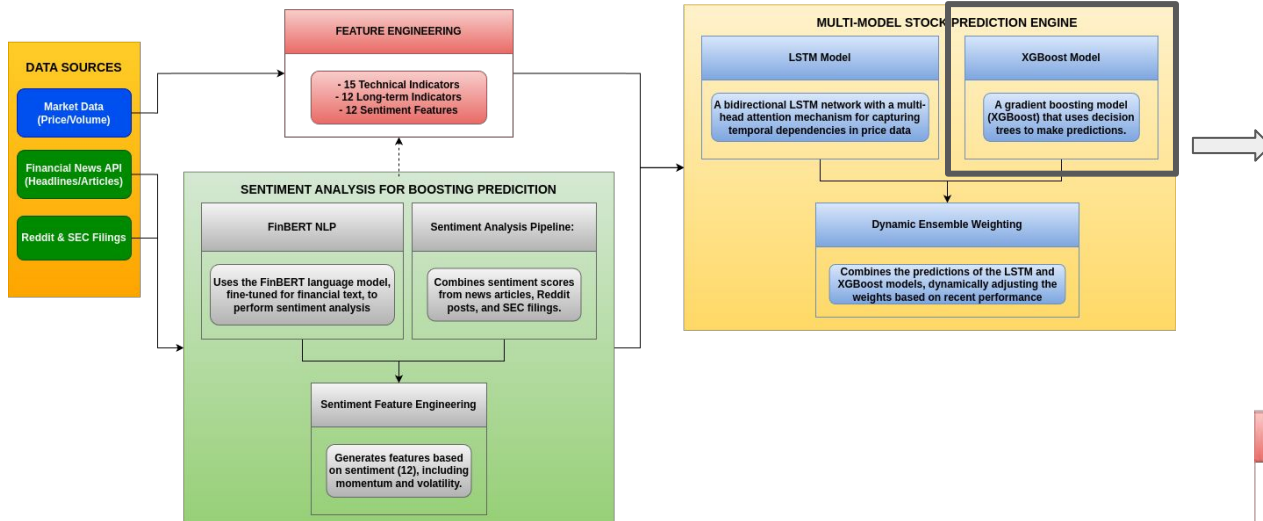 DATA SOURCES
Market Data
(Price/Volume)
Financial News API
(Headlines/Articles)
Reddit & SEC Filings
FEATURE ENGINEERING
- 15 Technical Indicators
- 12 Long-term Indicators
- 12 Sentiment Features
SENTIMENT ANALYSIS FOR BOOSTING PREDICITION
FinBERT NLP
Uses the FinBERT language model,
fine-tuned for financial text, to
perform sentiment analysis
Sentiment Analysis Pipeline:
Combines sentiment scores
from news articles, Reddit
posts, and SEC filings.
Sentiment Feature Engineering
Generates features based
on sentiment (12), including
momentum and volatility.
MULTI-MODEL STOCK PREDICTION ENGINE
LSTM Model
A bidirectional LSTM network with a multi-
head attention mechanism for capturing
temporal dependencies in price data
XGBoost Model
A gradient boosting model
(XGBoost) that uses decision
trees to make predictions.
Dynamic Ensemble Weighting
Combines the predictions of the LSTM and
XGBoost models, dynamically adjusting the
weights based on recent performance